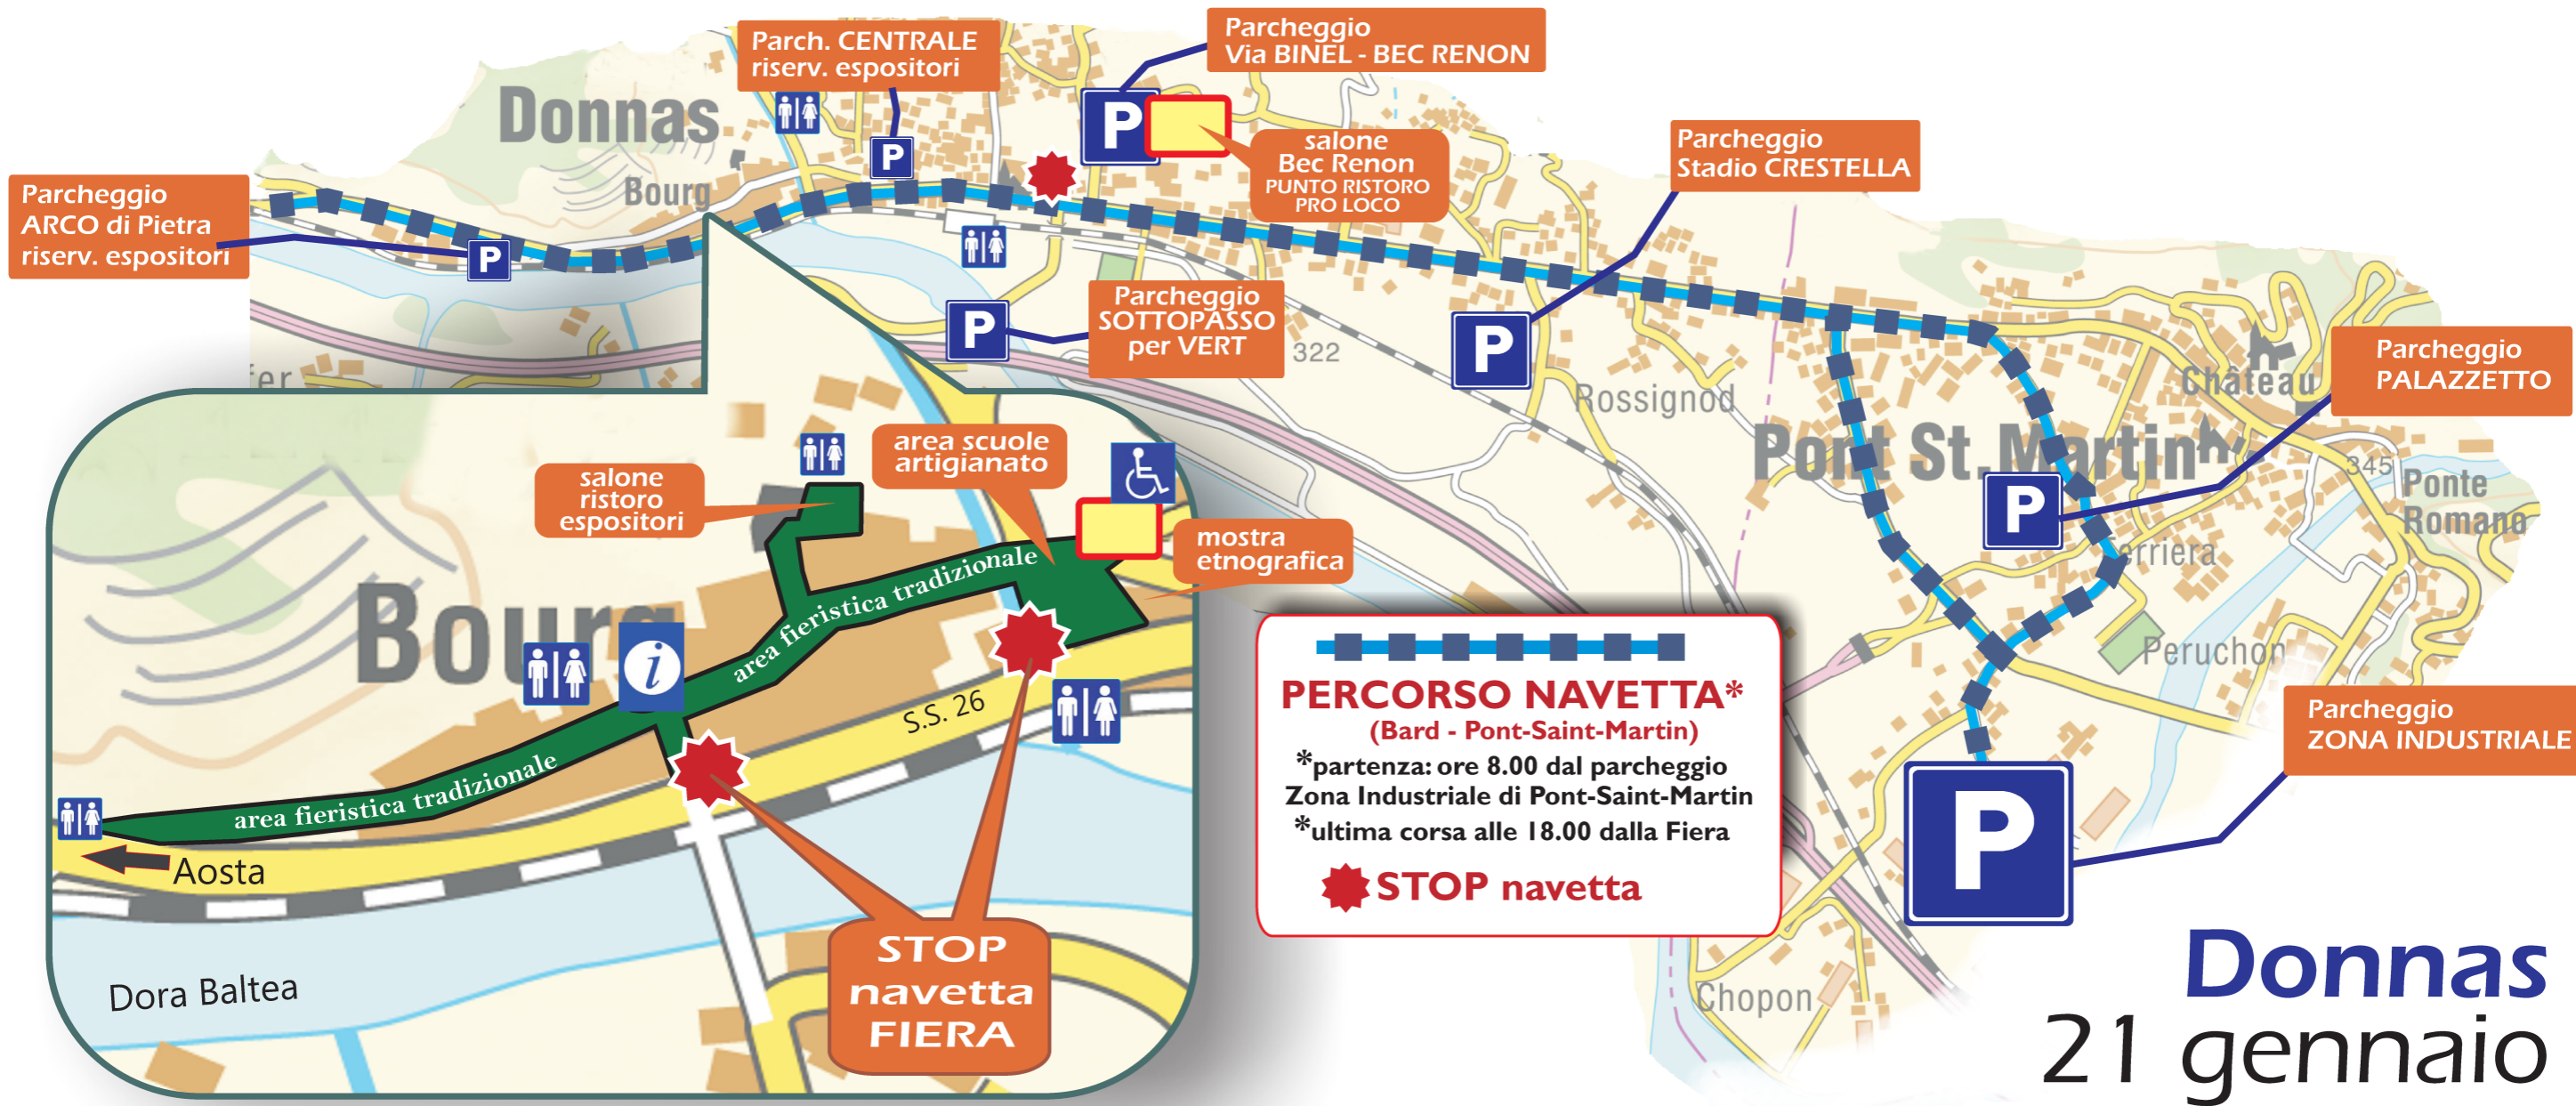 Parch. CENTRALE
riserv. espositori
Parcheggio
Via BINEL - BEC RENON
Donnas
Bourg
P
P
salone
Bec Renon
PUNTO RISTORO
PRO LOCO
Parcheggio
Stadio CRESTELLA
Parcheggio
ARCO di Pietra
riserv. espositori
P
P
Parcheggio
SOTTOPASSO
per VERT
322
P
Rossignod
Château
Parcheggio
PALAZZETTO
Pont St. Martin
P
345
Ponte
Romano
Peruchon
Parcheggio
ZONA INDUSTRIALE
P
Chopon
salone
ristoro
espositori
area scuole
artigianato
mostra
etnografica
Bourg
i
area fieristica tradizionale
area fieristica tradizionale
S.S. 26
Aosta
Dora Baltea
STOP
navetta
FIERA
PERCORSO NAVETTA*
(Bard - Pont-Saint-Martin)
*partenza: ore 8.00 dal parcheggio
Zona Industriale di Pont-Saint-Martin
*ultima corsa alle 18.00 dalla Fiera
STOP navetta
Donnas
21 gennaio